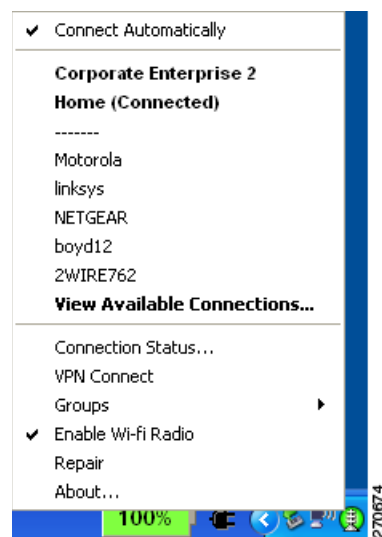 Connect Automatically
Corporate Enterprise 2
Home (Connected)
-------
Motorola
linksys
NETGEAR
boyd12
2WIRE762
View Available Connections...
Connection Status...
VPN Connect
Groups
Enable Wi-fi Radio
Repair
About...
100%
270674